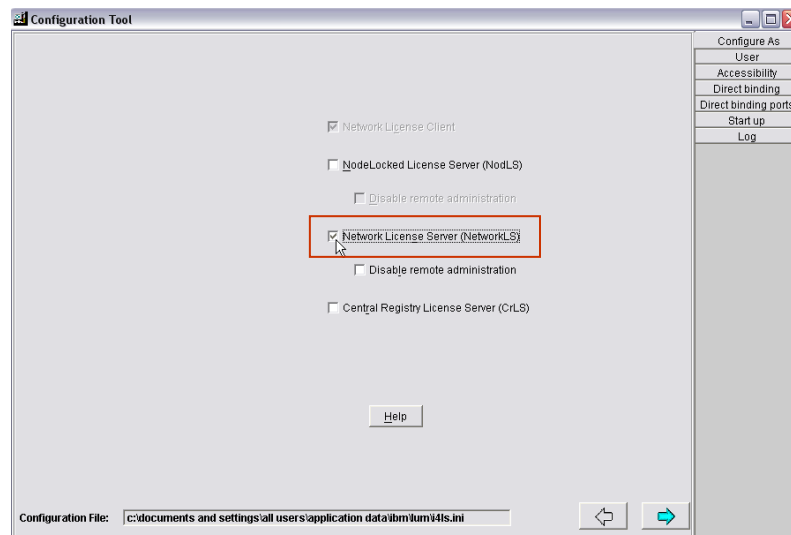 Configuration Tool
Configure As
User
Accessibility
Direct binding
Direct binding ports
Start up
Log
Network License Client
NodeLocked License Server (NodLS)
Disable remote administration
Network License Server (NetworkLS)
Disable remote administration
Central Registry License Server (CrLS)
Help
Configuration File: c:\documents and settings\all users\application data\ibm\lum\i4ls.ini